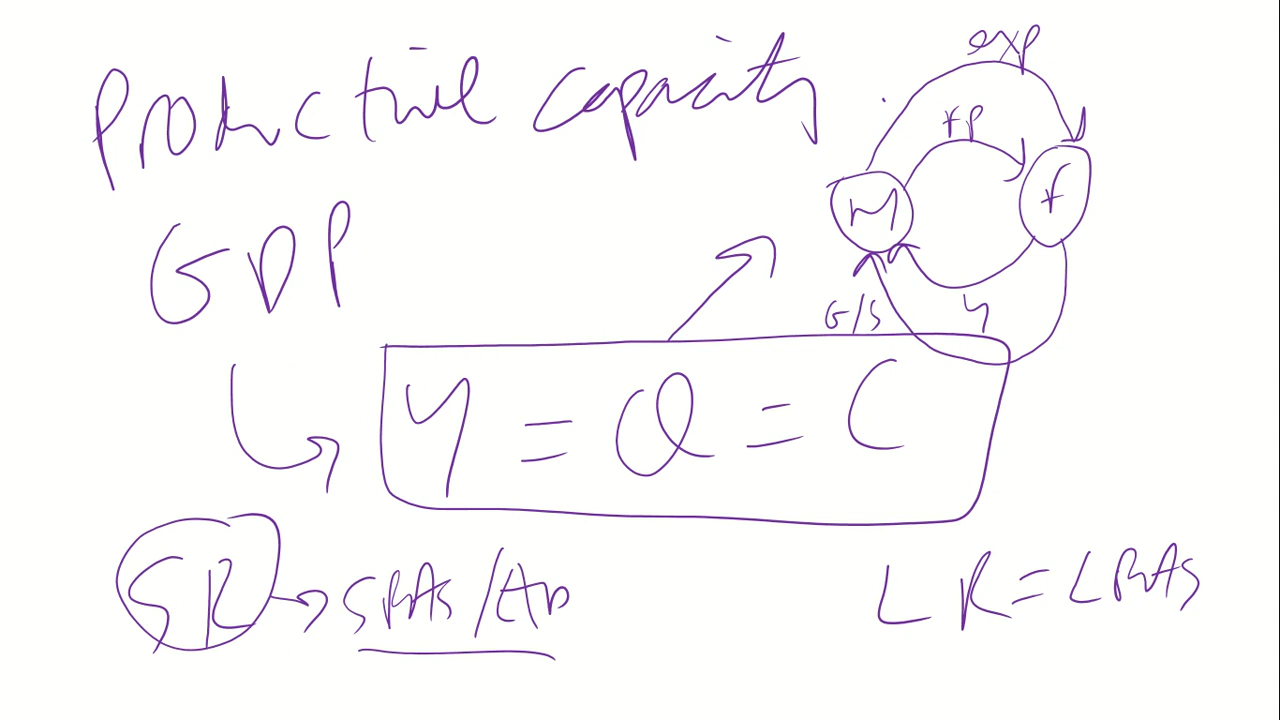 Productive capacity
exp
FP
M
F
GDP
G/S
Y
Y = Q = C
SR → SRAS/AD
LR = LRAS